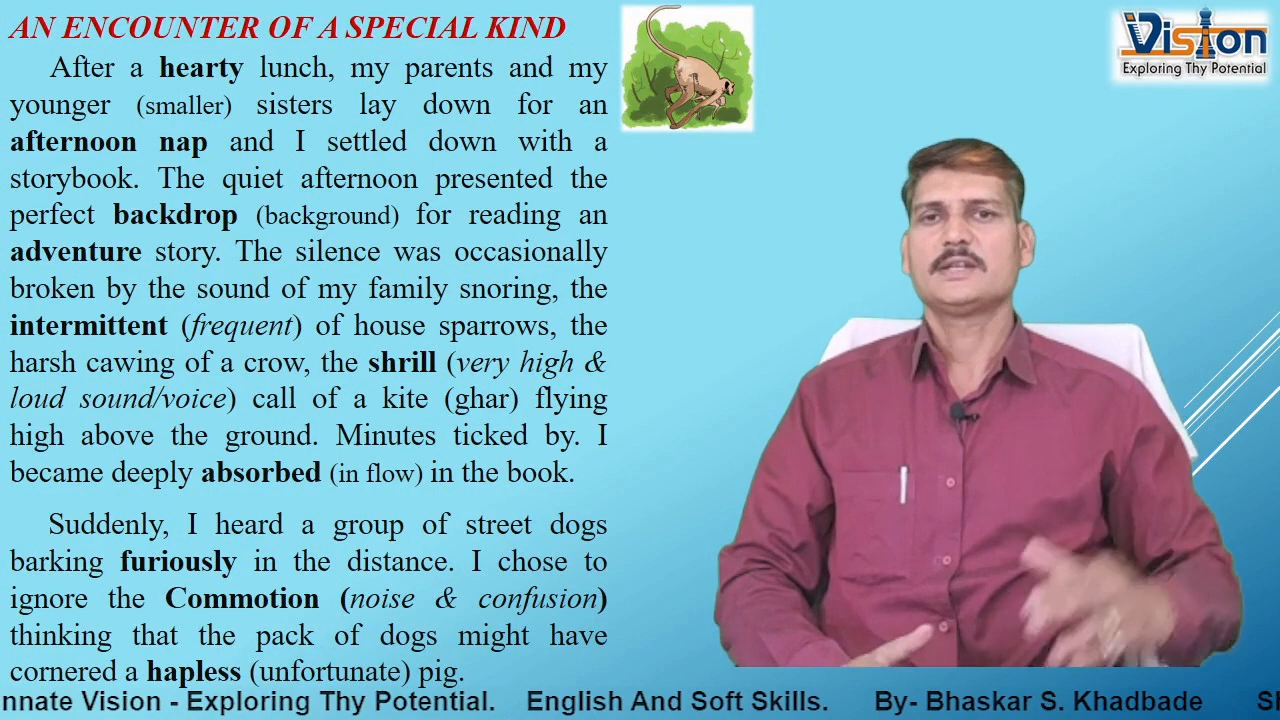 AN ENCOUNTER OF A SPECIAL KIND
After a hearty lunch, my parents and my
younger (smaller) sisters lay down for an
afternoon nap and I settled down with a
storybook. The quiet afternoon presented the
perfect backdrop (background) for reading an
adventure story. The silence was occasionally
broken by the sound of my family snoring, the
intermittent (frequent) of house sparrows, the
harsh cawing of a crow, the shrill (very high &
loud sound/voice) call of a kite (ghar) flying
high above the ground. Minutes ticked by. I
became deeply absorbed (in flow) in the book.
Suddenly, I heard a group of street dogs
barking furiously in the distance. I chose to
ignore the Commotion (noise & confusion)
thinking that the pack of dogs might have
cornered a hapless (unfortunate) pig.
iVision
Exploring Thy Potential
nnate Vision - Exploring Thy Potential. English And Soft Skills. By- Bhaskar S. Khadbade